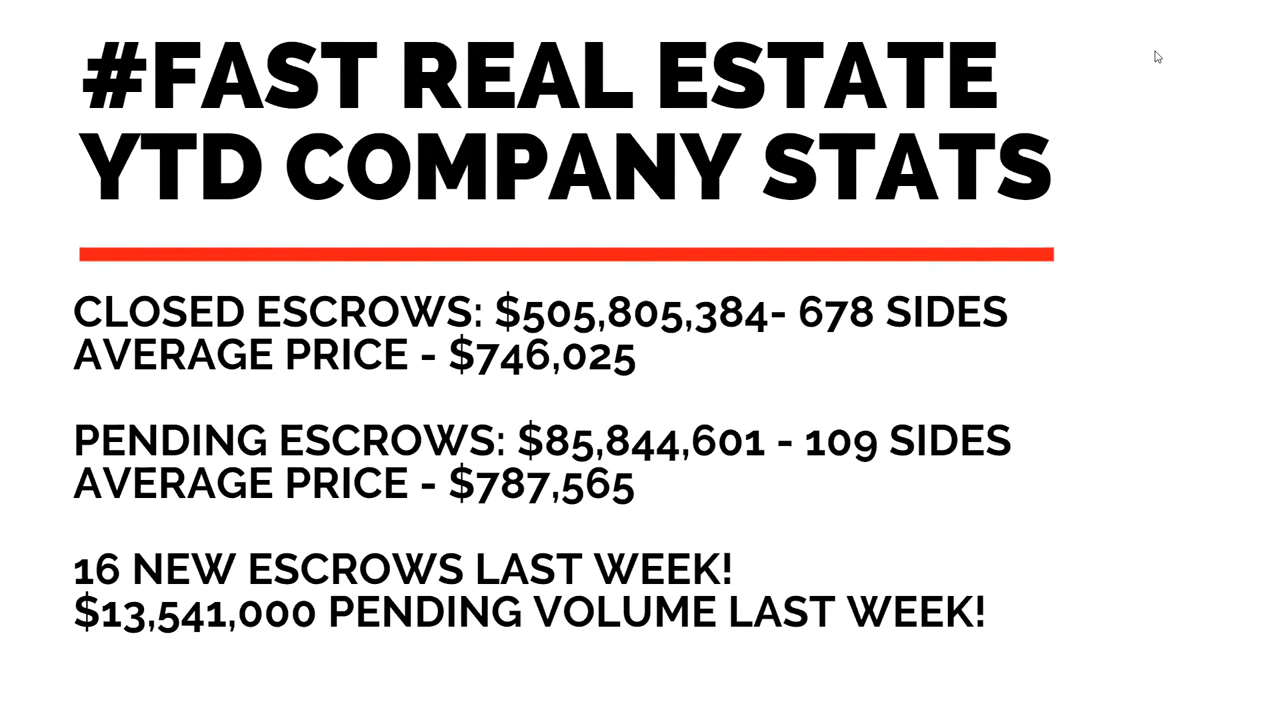 #FAST REAL ESTATE
YTD COMPANY STATS
CLOSED ESCROWS: $505,805,384- 678 SIDES
AVERAGE PRICE - $746,025
PENDING ESCROWS: $85,844,601 - 109 SIDES
AVERAGE PRICE - $787,565
16 NEW ESCROWS LAST WEEK!
$13,541,000 PENDING VOLUME LAST WEEK!